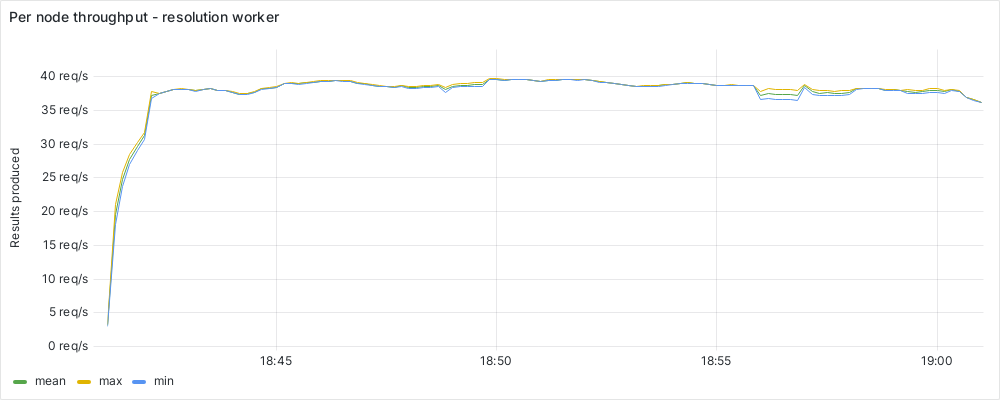 Per node throughput - resolution worker
Results produced
40 req/s
35 req/s
30 req/s
25 req/s
20 req/s
15 req/s
10 req/s
5 req/s
0 req/s
18:45 18:50 18:55 19:00
mean max min